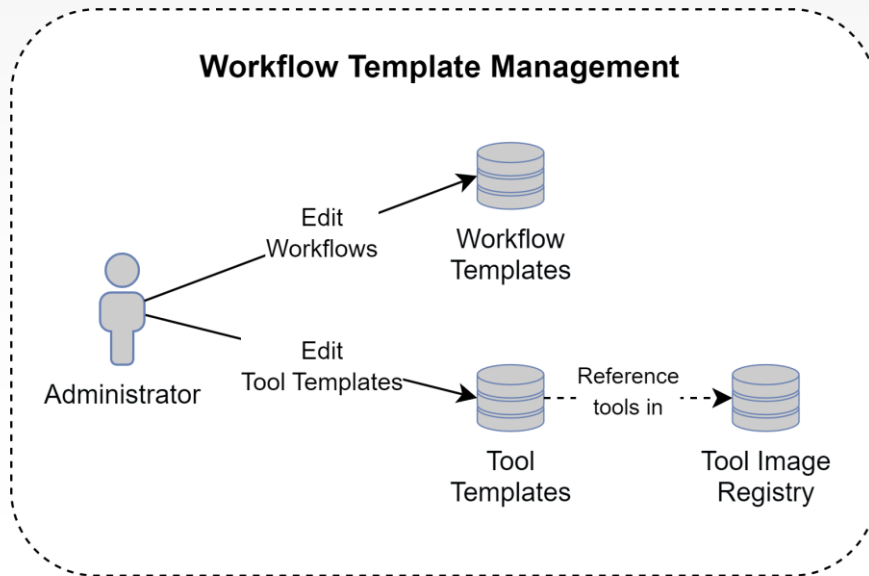 Workflow Template Management
Edit
Workflows
Workflow
Templates
Administrator
Edit
Tool Templates
Reference
tools in
Tool
Templates
Tool Image
Registry